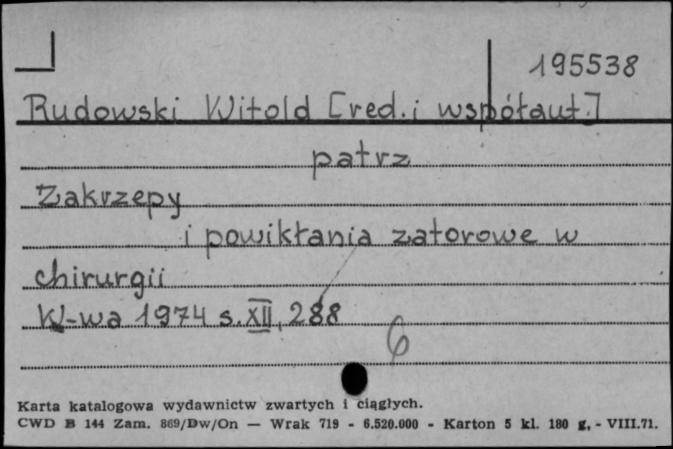 195538
Rudowski Witold [red. i współaut.]
patrz
Zakrzepy
i powikłania zatorowe w
chirurgii
W-wa 1974 s. XII, 288
6
Karta katalogowa wydawnictw zwartych i ciągłych.
CWD B 144 Zam. 869/Dw/On — Wrak 719 - 6.520.000 - Karton 5 kl. 180 g, - VIII.71.